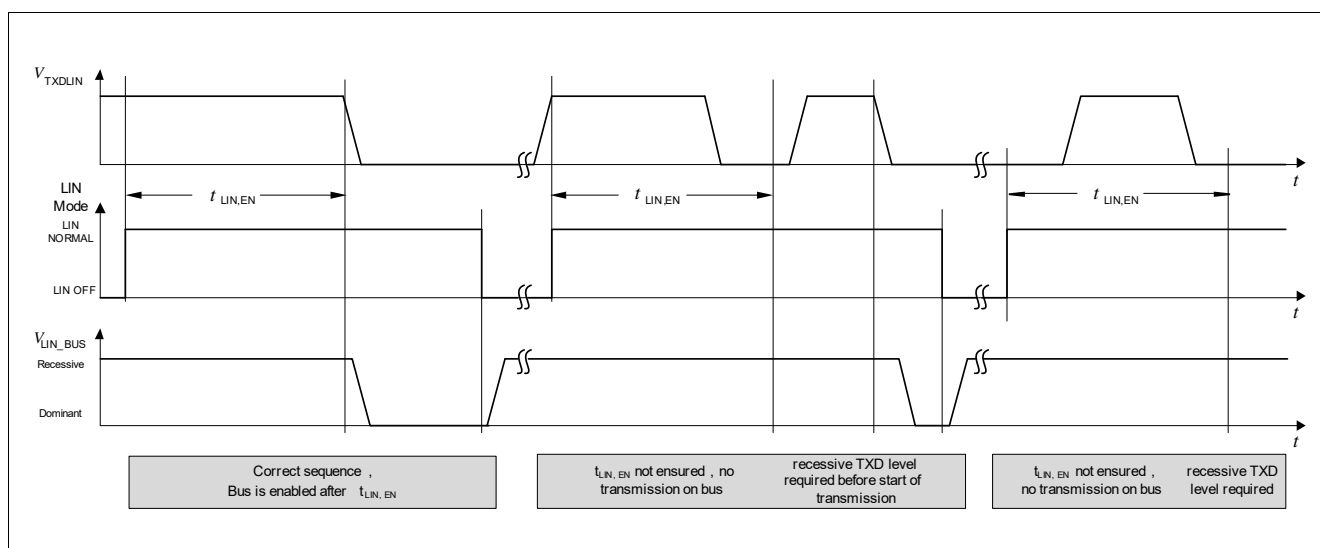 V TXDLIN
t LIN,EN
t LIN,EN
t LIN,EN
t
LIN
Mode
LIN
NORMAL
LIN OFF
t
V LIN_BUS
Recessive
Dominant
t
Correct sequence ,
Bus is enabled after t LIN, EN
t LIN, EN not ensured , no
transmission on bus
recessive TXD level
required before start of
transmission
t LIN, EN not ensured ,
no transmission on bus
recessive TXD
level required